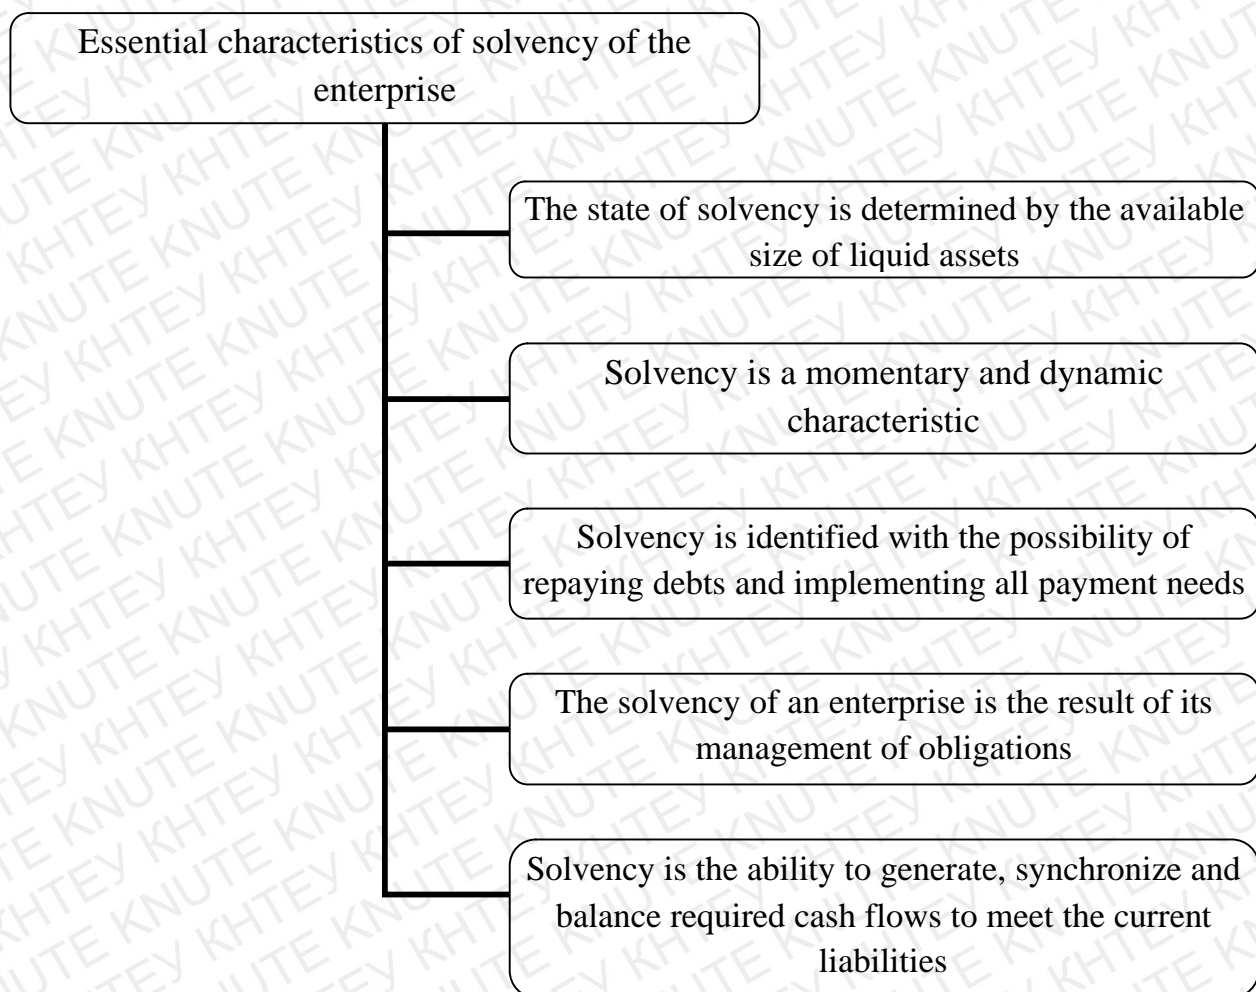 Essential characteristics of solvency of the
enterprise
The state of solvency is determined by the available
size of liquid assets
Solvency is a momentary and dynamic
characteristic
Solvency is identified with the possibility of
repaying debts and implementing all payment needs
The solvency of an enterprise is the result of its
management of obligations
Solvency is the ability to generate, synchronize and
balance required cash flows to meet the current
liabilities